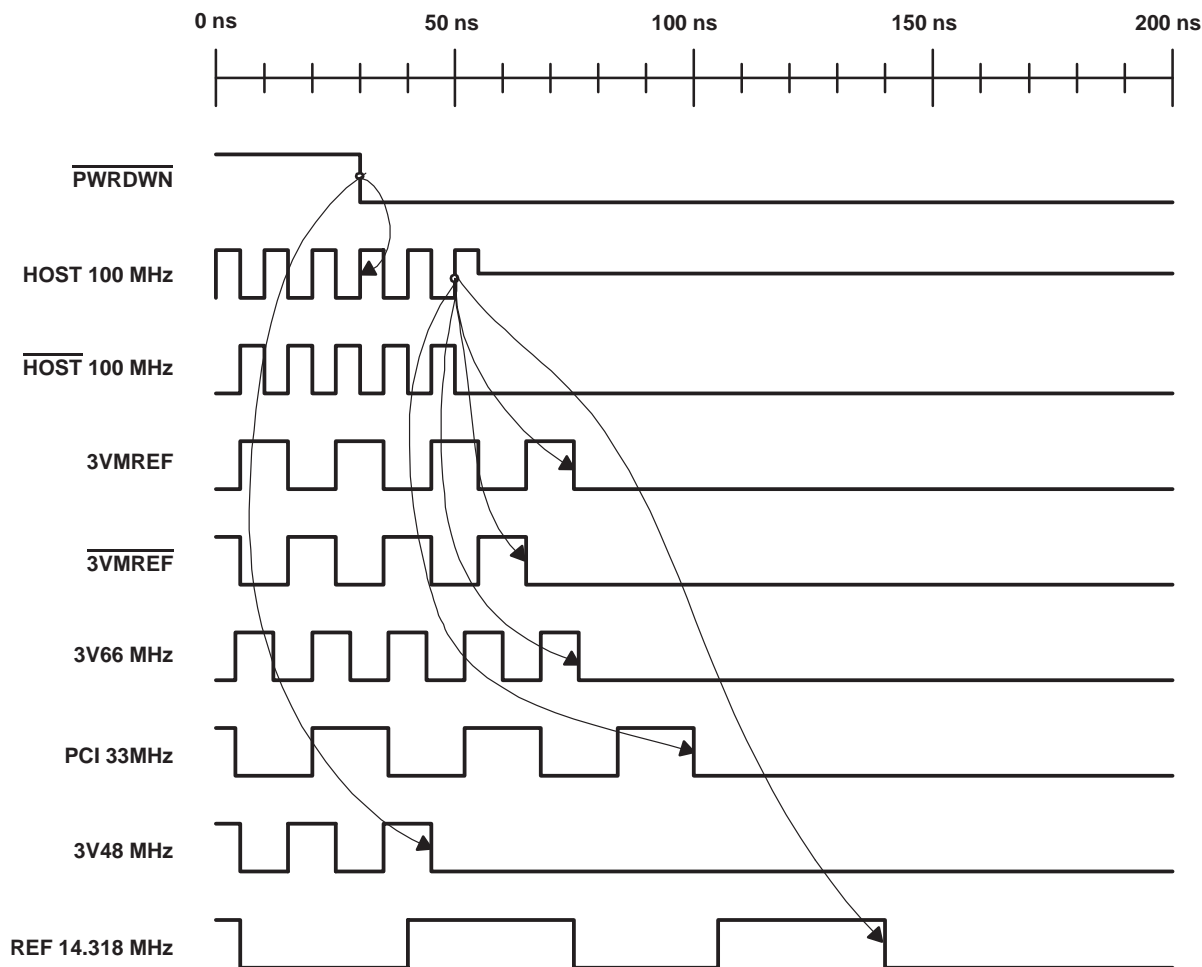 0 ns 50 ns 100 ns 150 ns 200 ns
PWRDWN
HOST 100 MHz
HOST 100 MHz
3VMREF
3VMREF
3V66 MHz
PCI 33MHz
3V48 MHz
REF 14.318 MHz